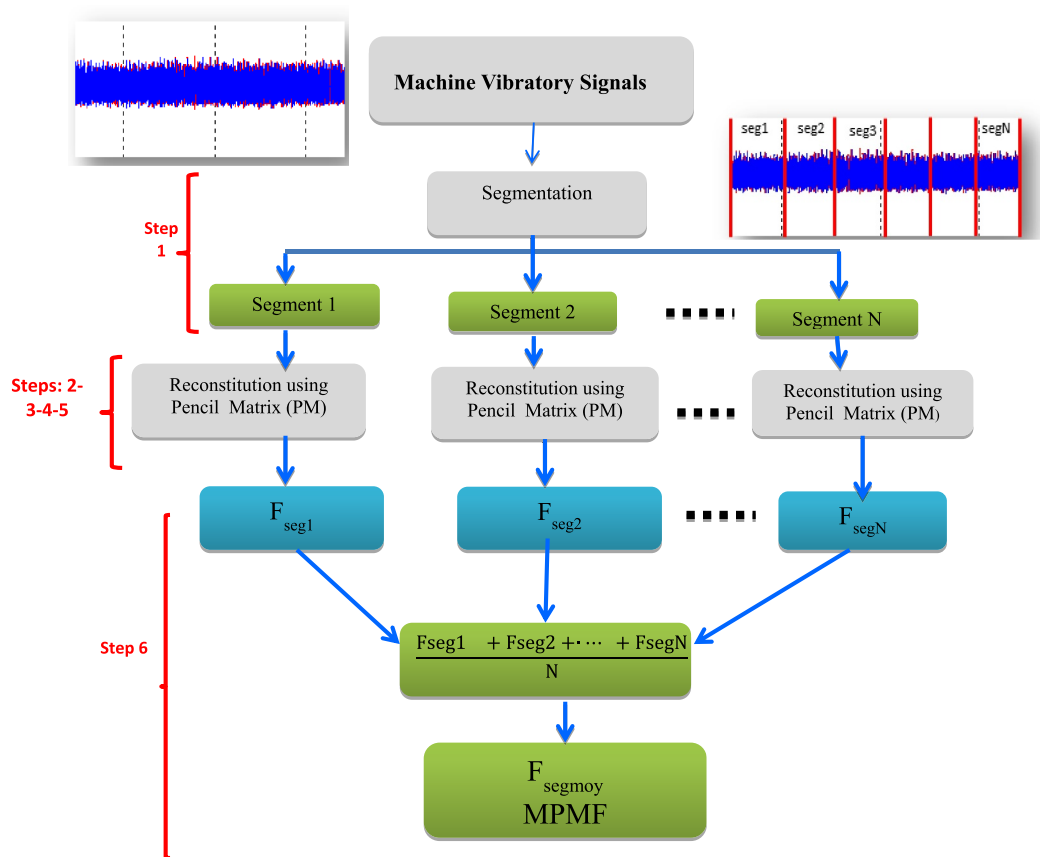 Machine Vibratory Signals
seg1 seg2 seg3 segN
Segmentation
Step
1
Segment 1
Segment 2
Segment N
Steps: 2-
3-4-5
Reconstitution using
Pencil Matrix (PM)
Reconstitution using
Pencil Matrix (PM)
Reconstitution using
Pencil Matrix (PM)
Fseg1
Fseg2
FsegN
Step 6
Fseg1 + Fseg2 +· ··· + FsegN
N
Fsegmoy
MPMF